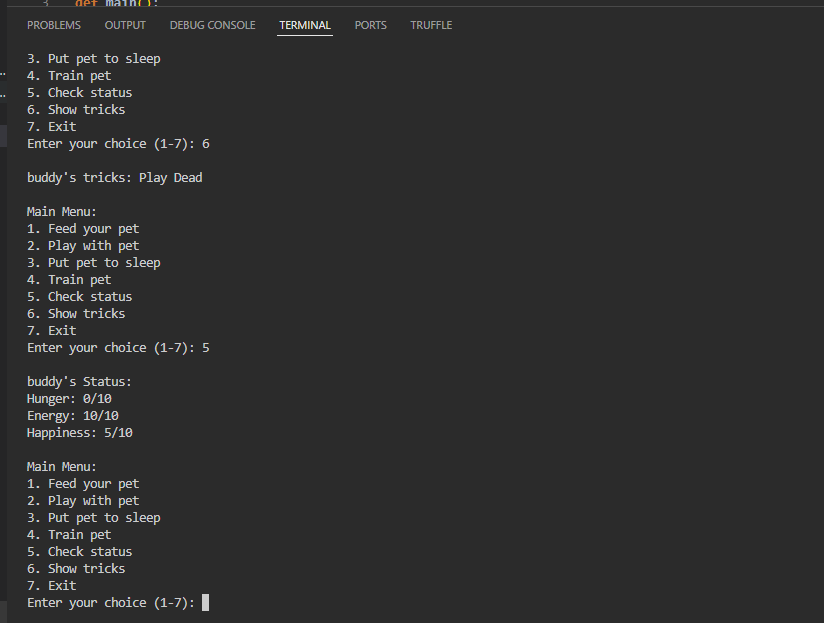 3 def main():
PROBLEMS OUTPUT DEBUG CONSOLE TERMINAL PORTS TRUFFLE
3. Put pet to sleep
4. Train pet
5. Check status
6. Show tricks
7. Exit
Enter your choice (1-7): 6
buddy's tricks: Play Dead
Main Menu:
1. Feed your pet
2. Play with pet
3. Put pet to sleep
4. Train pet
5. Check status
6. Show tricks
7. Exit
Enter your choice (1-7): 5
buddy's Status:
Hunger: 0/10
Energy: 10/10
Happiness: 5/10
Main Menu:
1. Feed your pet
2. Play with pet
3. Put pet to sleep
4. Train pet
5. Check status
6. Show tricks
7. Exit
Enter your choice (1-7):